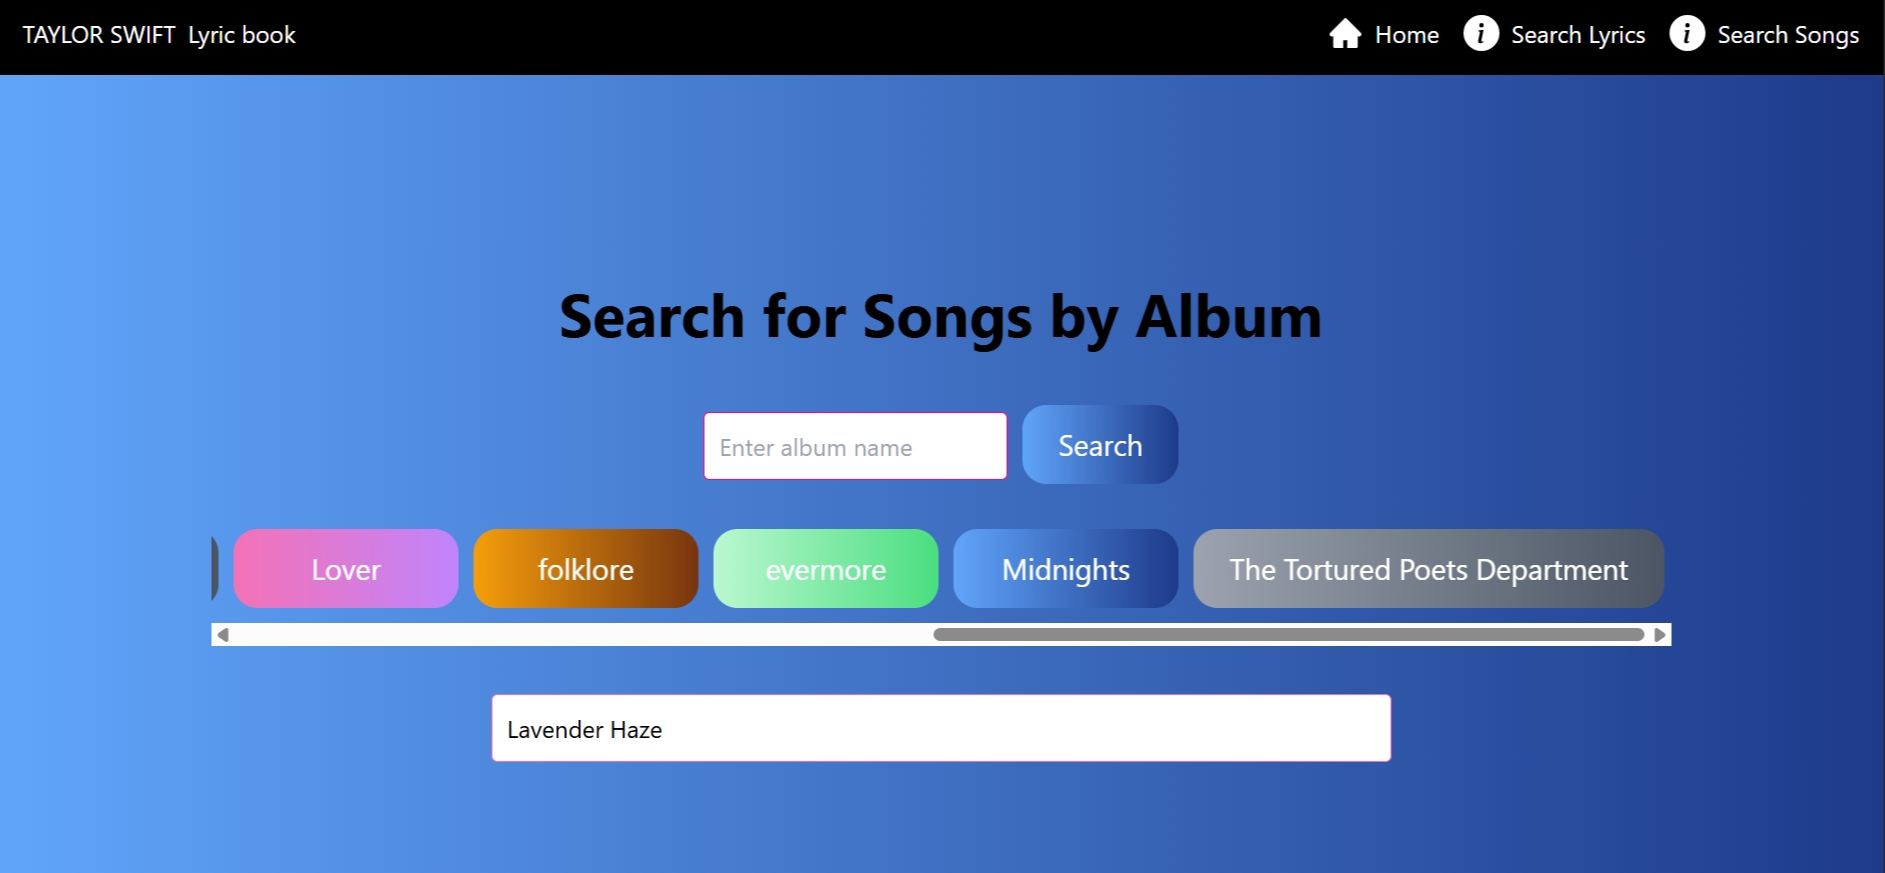 TAYLOR SWIFT Lyric book
Home
Search Lyrics
Search Songs
Search for Songs by Album
Enter album name
Search
Lover
folklore
evermore
Midnights
The Tortured Poets Department
Lavender Haze